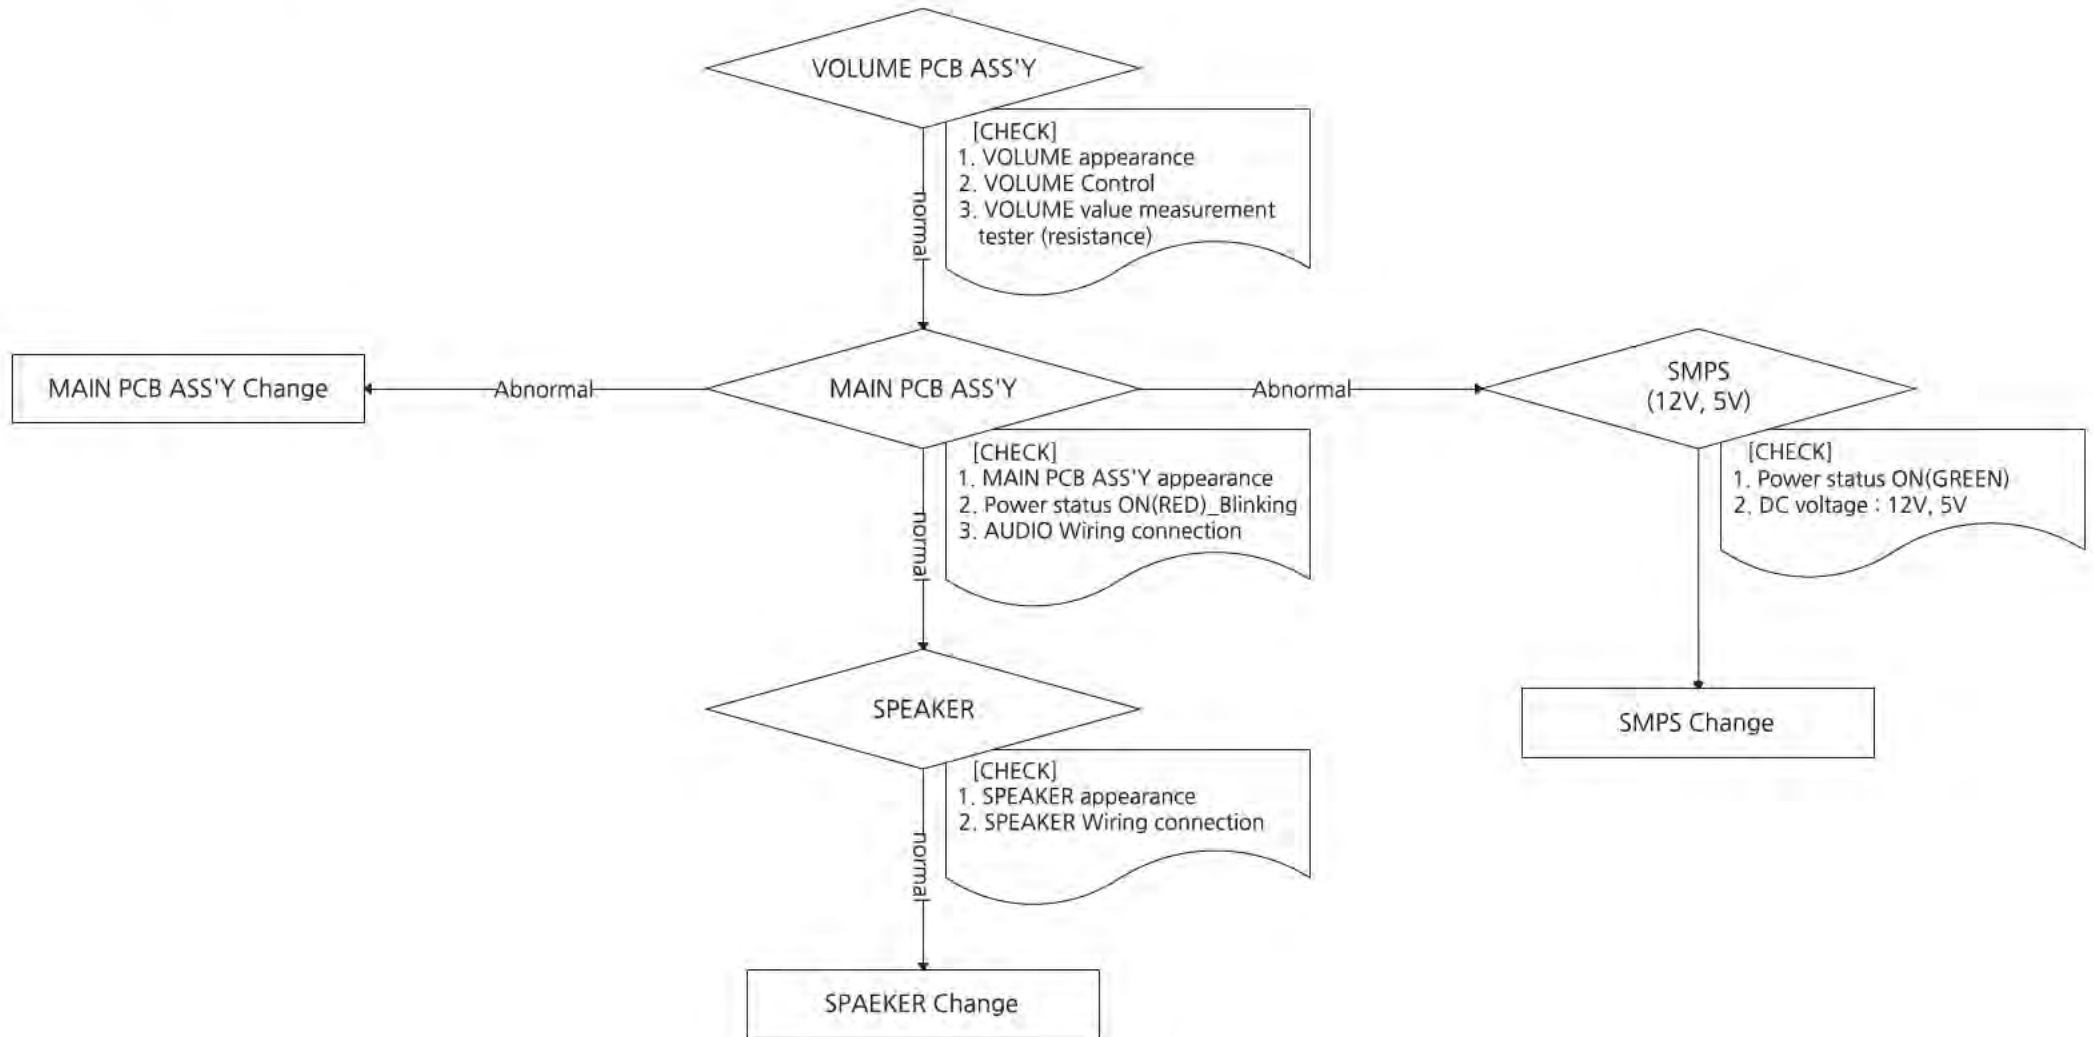 VOLUME PCB ASS'Y
[CHECK]
1. VOLUME appearance
2. VOLUME Control
3. VOLUME value measurement
tester (resistance)
normal
MAIN PCB ASS'Y Change
Abnormal
MAIN PCB ASS'Y
Abnormal
SMPS
(12V, 5V)
[CHECK]
1. MAIN PCB ASS'Y appearance
2. Power status ON(RED)_Blinking
3. AUDIO Wiring connection
normal
[CHECK]
1. Power status ON(GREEN)
2. DC voltage : 12V, 5V
SPEAKER
SMPS Change
[CHECK]
1. SPEAKER appearance
2. SPEAKER Wiring connection
normal
SPAEKER Change